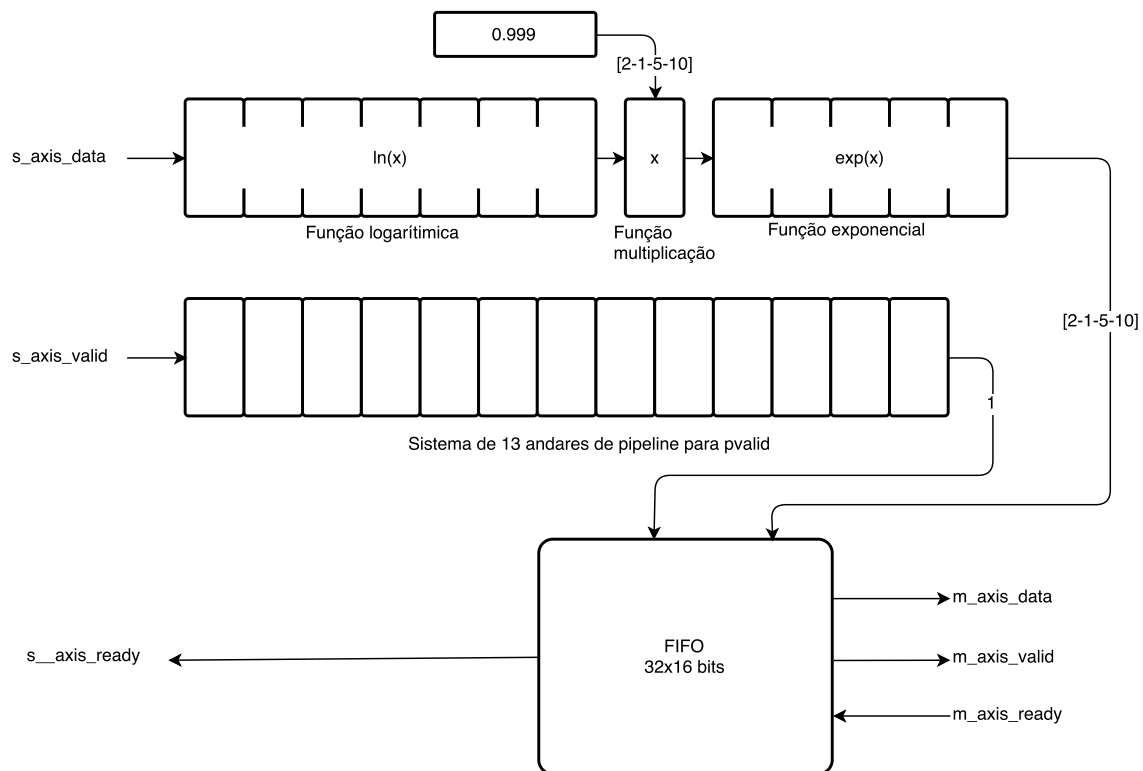 0.999
[2-1-5-10]
s_axis_data
ln(x)
x
exp(x)
Função logarítimica
Função
multiplicação
Função exponencial
[2-1-5-10]
s_axis_valid
1
Sistema de 13 andares de pipeline para pvalid
m_axis_data
s__axis_ready
FIFO
32x16 bits
m_axis_valid
m_axis_ready